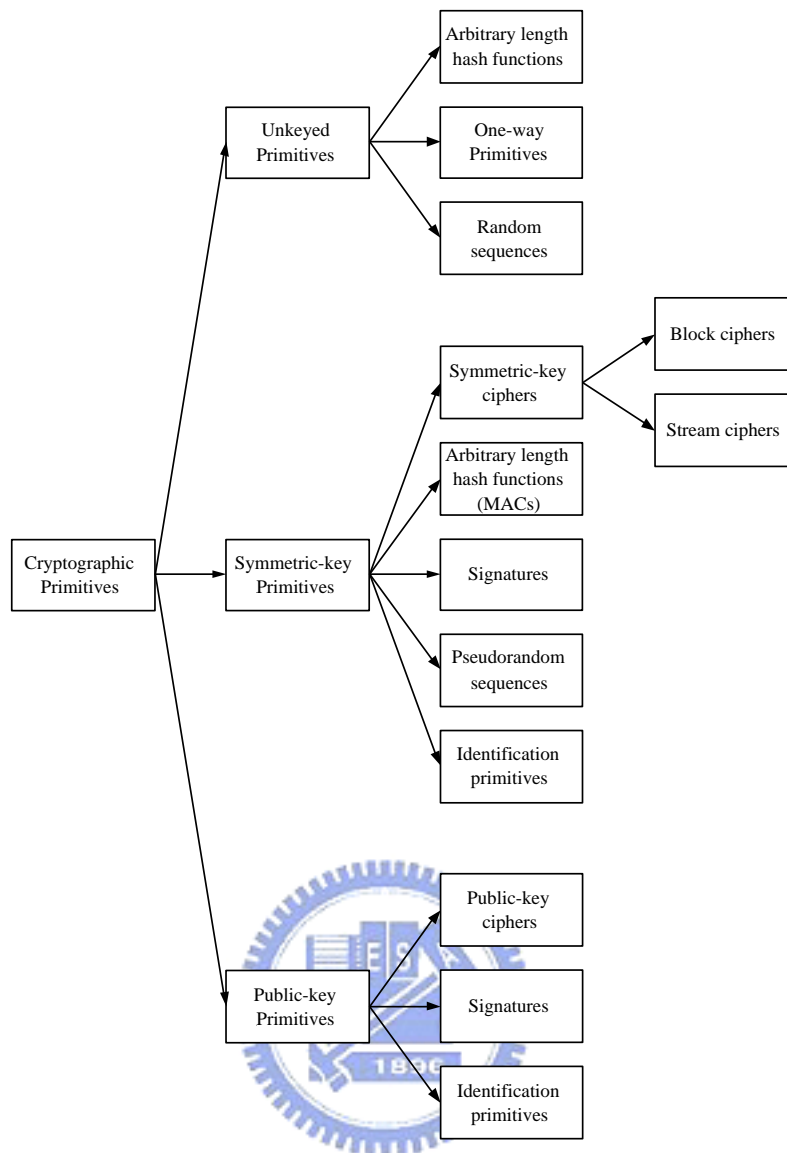 Arbitrary length
hash functions
Unkeyed
Primitives
One-way
Primitives
Random
sequences
Block ciphers
Symmetric-key
ciphers
Stream ciphers
Arbitrary length
hash functions
(MACs)
Cryptographic
Primitives
Symmetric-key
Primitives
Signatures
Pseudorandom
sequences
Identification
primitives
Public-key
ciphers
E S A
Public-key
Primitives
Signatures
1896
Identification
primitives